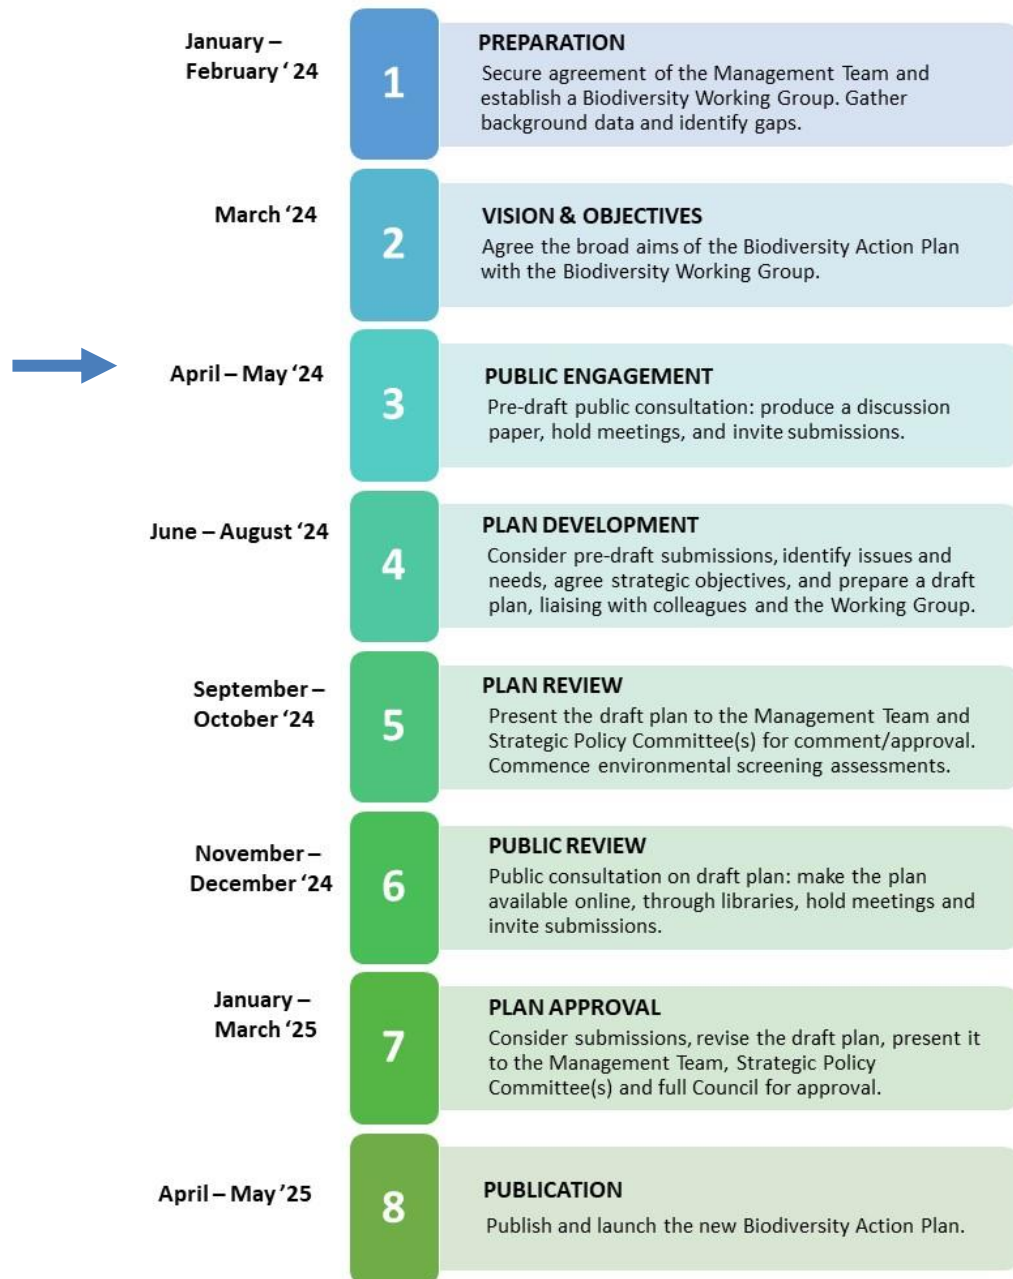 January –
February ‘ 24
1
PREPARATION
Secure agreement of the Management Team and
establish a Biodiversity Working Group. Gather
background data and identify gaps.
March ‘24
2
VISION & OBJECTIVES
Agree the broad aims of the Biodiversity Action Plan
with the Biodiversity Working Group.
April – May ‘24
3
PUBLIC ENGAGEMENT
Pre-draft public consultation: produce a discussion
paper, hold meetings, and invite submissions.
June – August ‘24
4
PLAN DEVELOPMENT
Consider pre-draft submissions, identify issues and
needs, agree strategic objectives, and prepare a draft
plan, liaising with colleagues and the Working Group.
September –
October ‘24
5
PLAN REVIEW
Present the draft plan to the Management Team and
Strategic Policy Committee(s) for comment/approval.
Commence environmental screening assessments.
November –
December ‘24
6
PUBLIC REVIEW
Public consultation on draft plan: make the plan
available online, through libraries, hold meetings and
invite submissions.
January –
March ‘25
7
PLAN APPROVAL
Consider submissions, revise the draft plan, present it
to the Management Team, Strategic Policy
Committee(s) and full Council for approval.
April – May ’25
8
PUBLICATION
Publish and launch the new Biodiversity Action Plan.